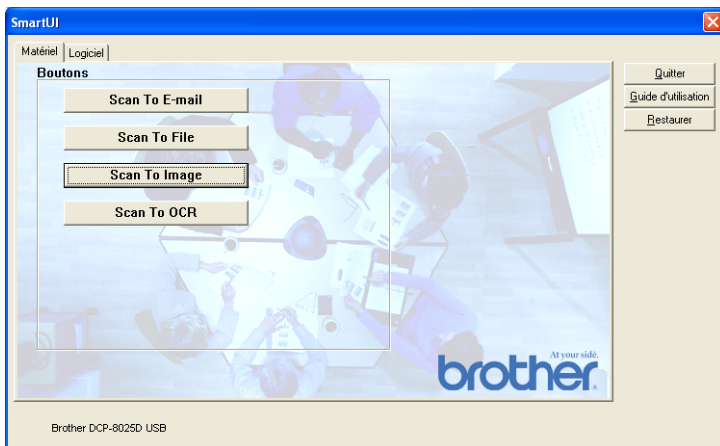 SmartUI
Matériel
Logiciel
Boutons
Scan To E-mail
Scan To File
Scan To Image
Scan To OCR
Quitter
Guide d'utilisation
Restaurer
At your side.
brother
Brother DCP-8025D USB